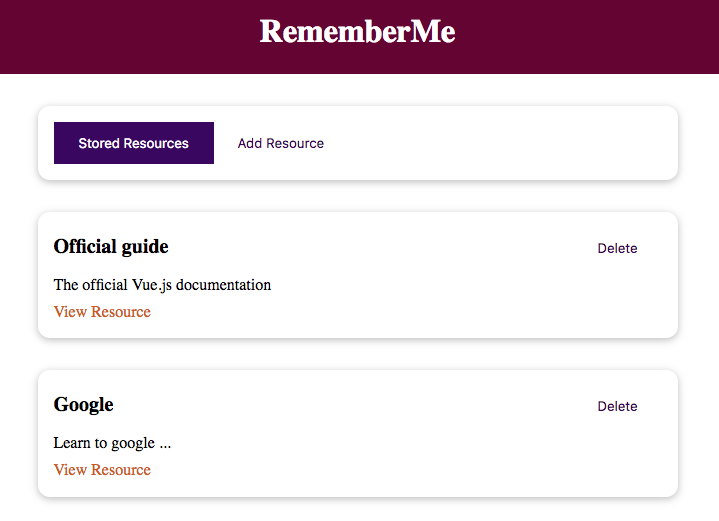 RememberMe
Stored Resources Add Resource
Official guide Delete
The official Vue.js documentation
View Resource
Google Delete
Learn to google ...
View Resource